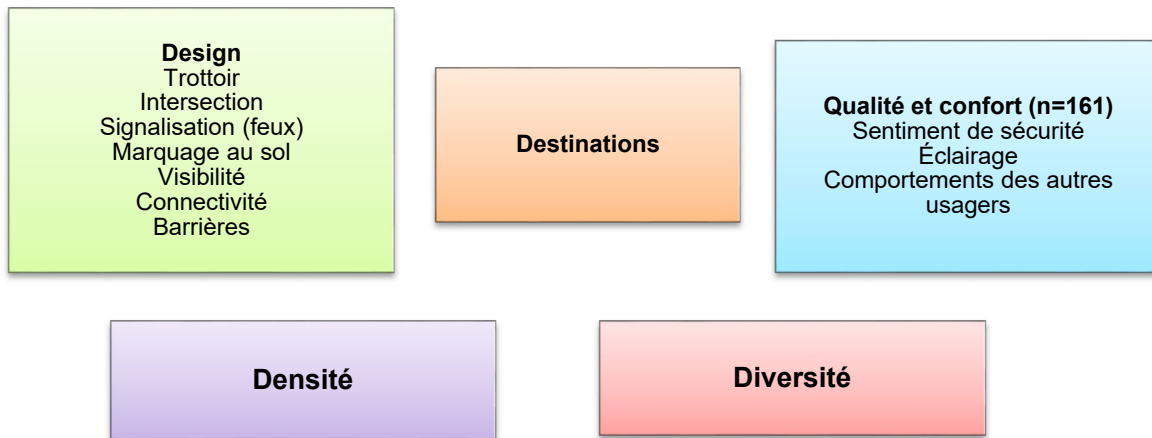 Design
Trottoir
Intersection
Signalisation (feux)
Marquage au sol
Visibilité
Connectivité
Barrières
Destinations
Qualité et confort (n=161)
Sentiment de sécurité
Éclairage
Comportements des autres
usagers
Densité
Diversité